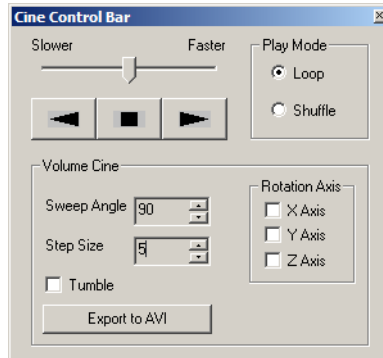 Cine Control Bar
Slower Faster
Play Mode
Loop
Shuffle
Volume Cine
Sweep Angle 90
Step Size 5
Tumble
Export to AVI
Rotation Axis
X Axis
Y Axis
Z Axis